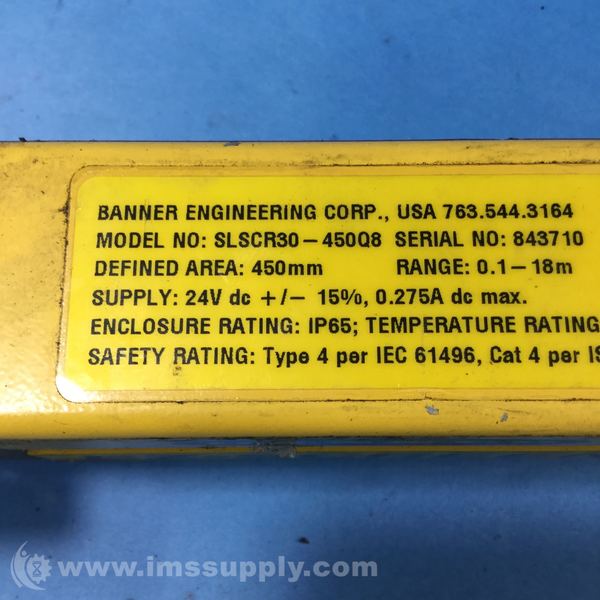 BANNER ENGINEERING CORP., USA 763.544.3164
MODEL NO: SLSCR30-450Q8 SERIAL NO: 843710
DEFINED AREA: 450mm RANGE: 0.1-18m
SUPPLY: 24V dc +/- 15%, 0.275A dc max.
ENCLOSURE RATING: IP65; TEMPERATURE RATING
SAFETY RATING: Type 4 per IEC 61496, Cat 4 per
www.imssupply.com